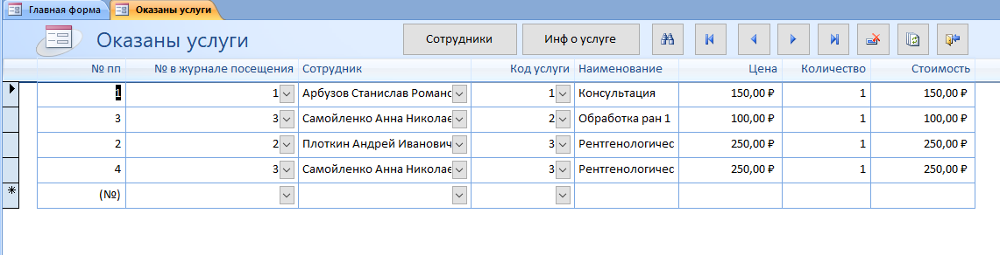 Главная форма Оказаны услуги
Оказаны услуги Сотрудники Инф о услуге
№ пп № в журнале посещения Сотрудник Код услуги Наименование Цена Количество Стоимость
1 1 Арбузов Станислав Романс 1 Консультация 150,00 ₽ 1 150,00 ₽
3 3 Самойленко Анна Николае 2 Обработка ран 1 100,00 ₽ 1 100,00 ₽
2 2 Плоткин Андрей Иванович 3 Рентгенологичес 250,00 ₽ 1 250,00 ₽
4 3 Самойленко Анна Николае 3 Рентгенологичес 250,00 ₽ 1 250,00 ₽
* (№)